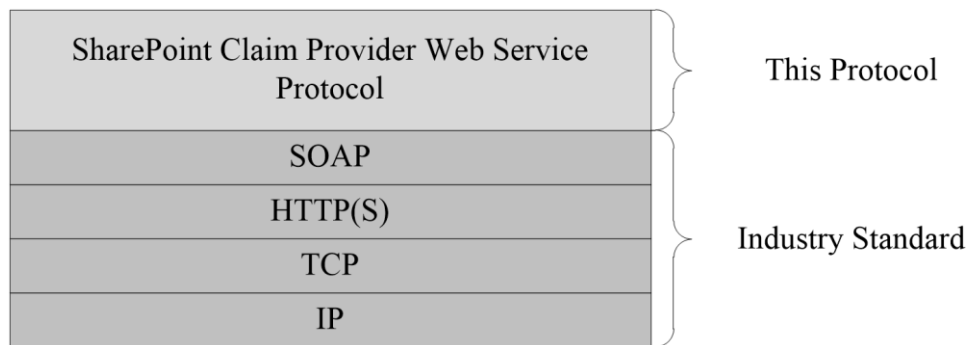 SharePoint Claim Provider Web Service
Protocol
This Protocol
SOAP
HTTP(S)
TCP
IP
Industry Standard